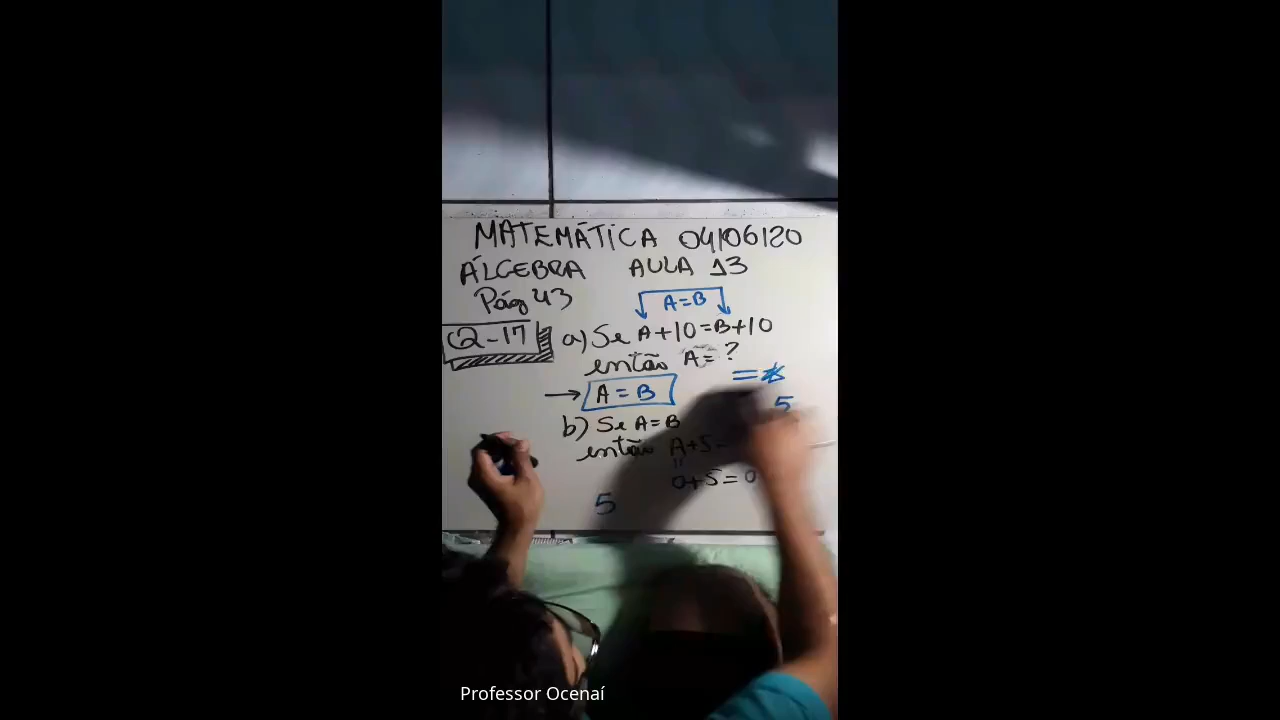 MATEMÁTICA 04/06/20
ÁLGEBRA AULA 13
Pág 43
A=B
Q-17 a) Se A+10=B+10
então A= ?
→ A = B
5
b) Se A=B
então A+5
a+5=
5
Professor Ocenaí